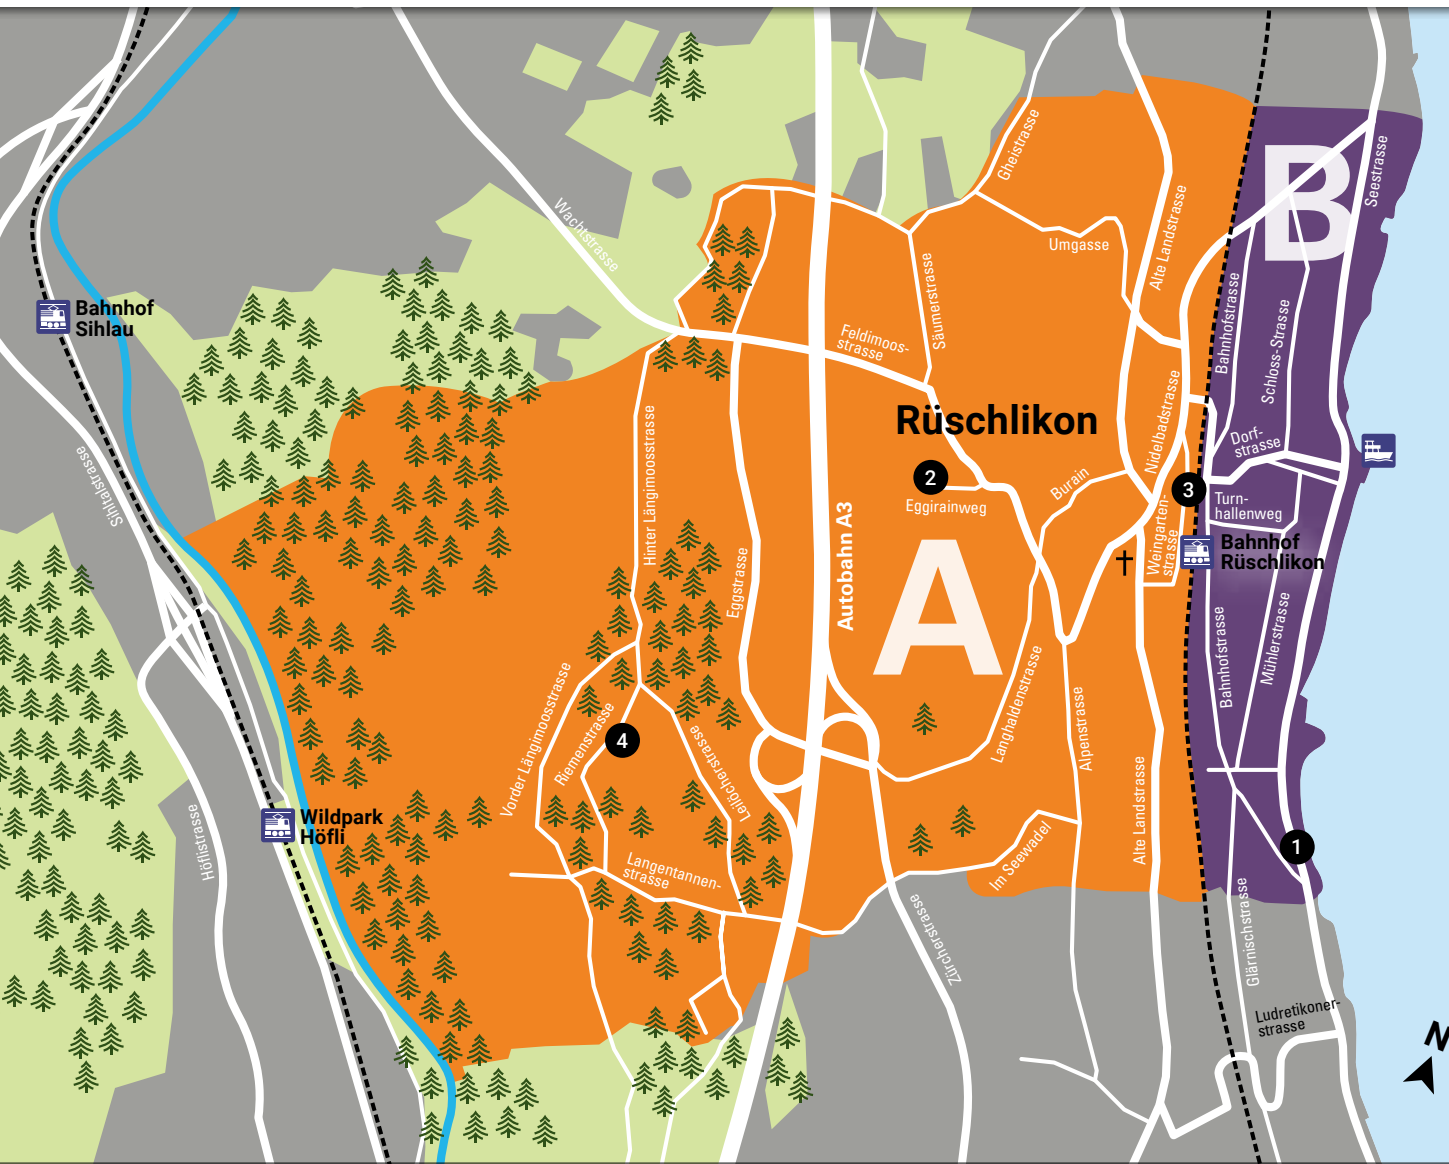 Gheistrasse
B
Seestrasse
Wachtstrasse
Umgasse
Alte Landstrasse
Säumerstrasse
Bahnhof
Sihlau
Bahnhofstrasse
Schloss-Strasse
Feldimoos-
strasse
Rüschlikon
Nidelbadstrasse
Dorf-
strasse
Sihltalstrasse
Hinter Längimoosstrasse
2
Burain
3
Eggirainweg
Turn-
hallenweg
Weingarten-
strasse
Autobahn A3
A
Bahnhof
Rüschlikon
Eggstrasse
Bahnhofstrasse
Mühlerstrasse
Vorder Längimoosstrasse
Riemenstrasse
4
Leilöcherstrasse
Langhaldenstrasse
Alpenstrasse
Alte Landstrasse
Höflistrasse
Wildpark
Höfli
1
Im Seewadel
Langentannen-
strasse
Zürcherstrasse
Glärnischstrasse
Ludretikoner-
strasse
N